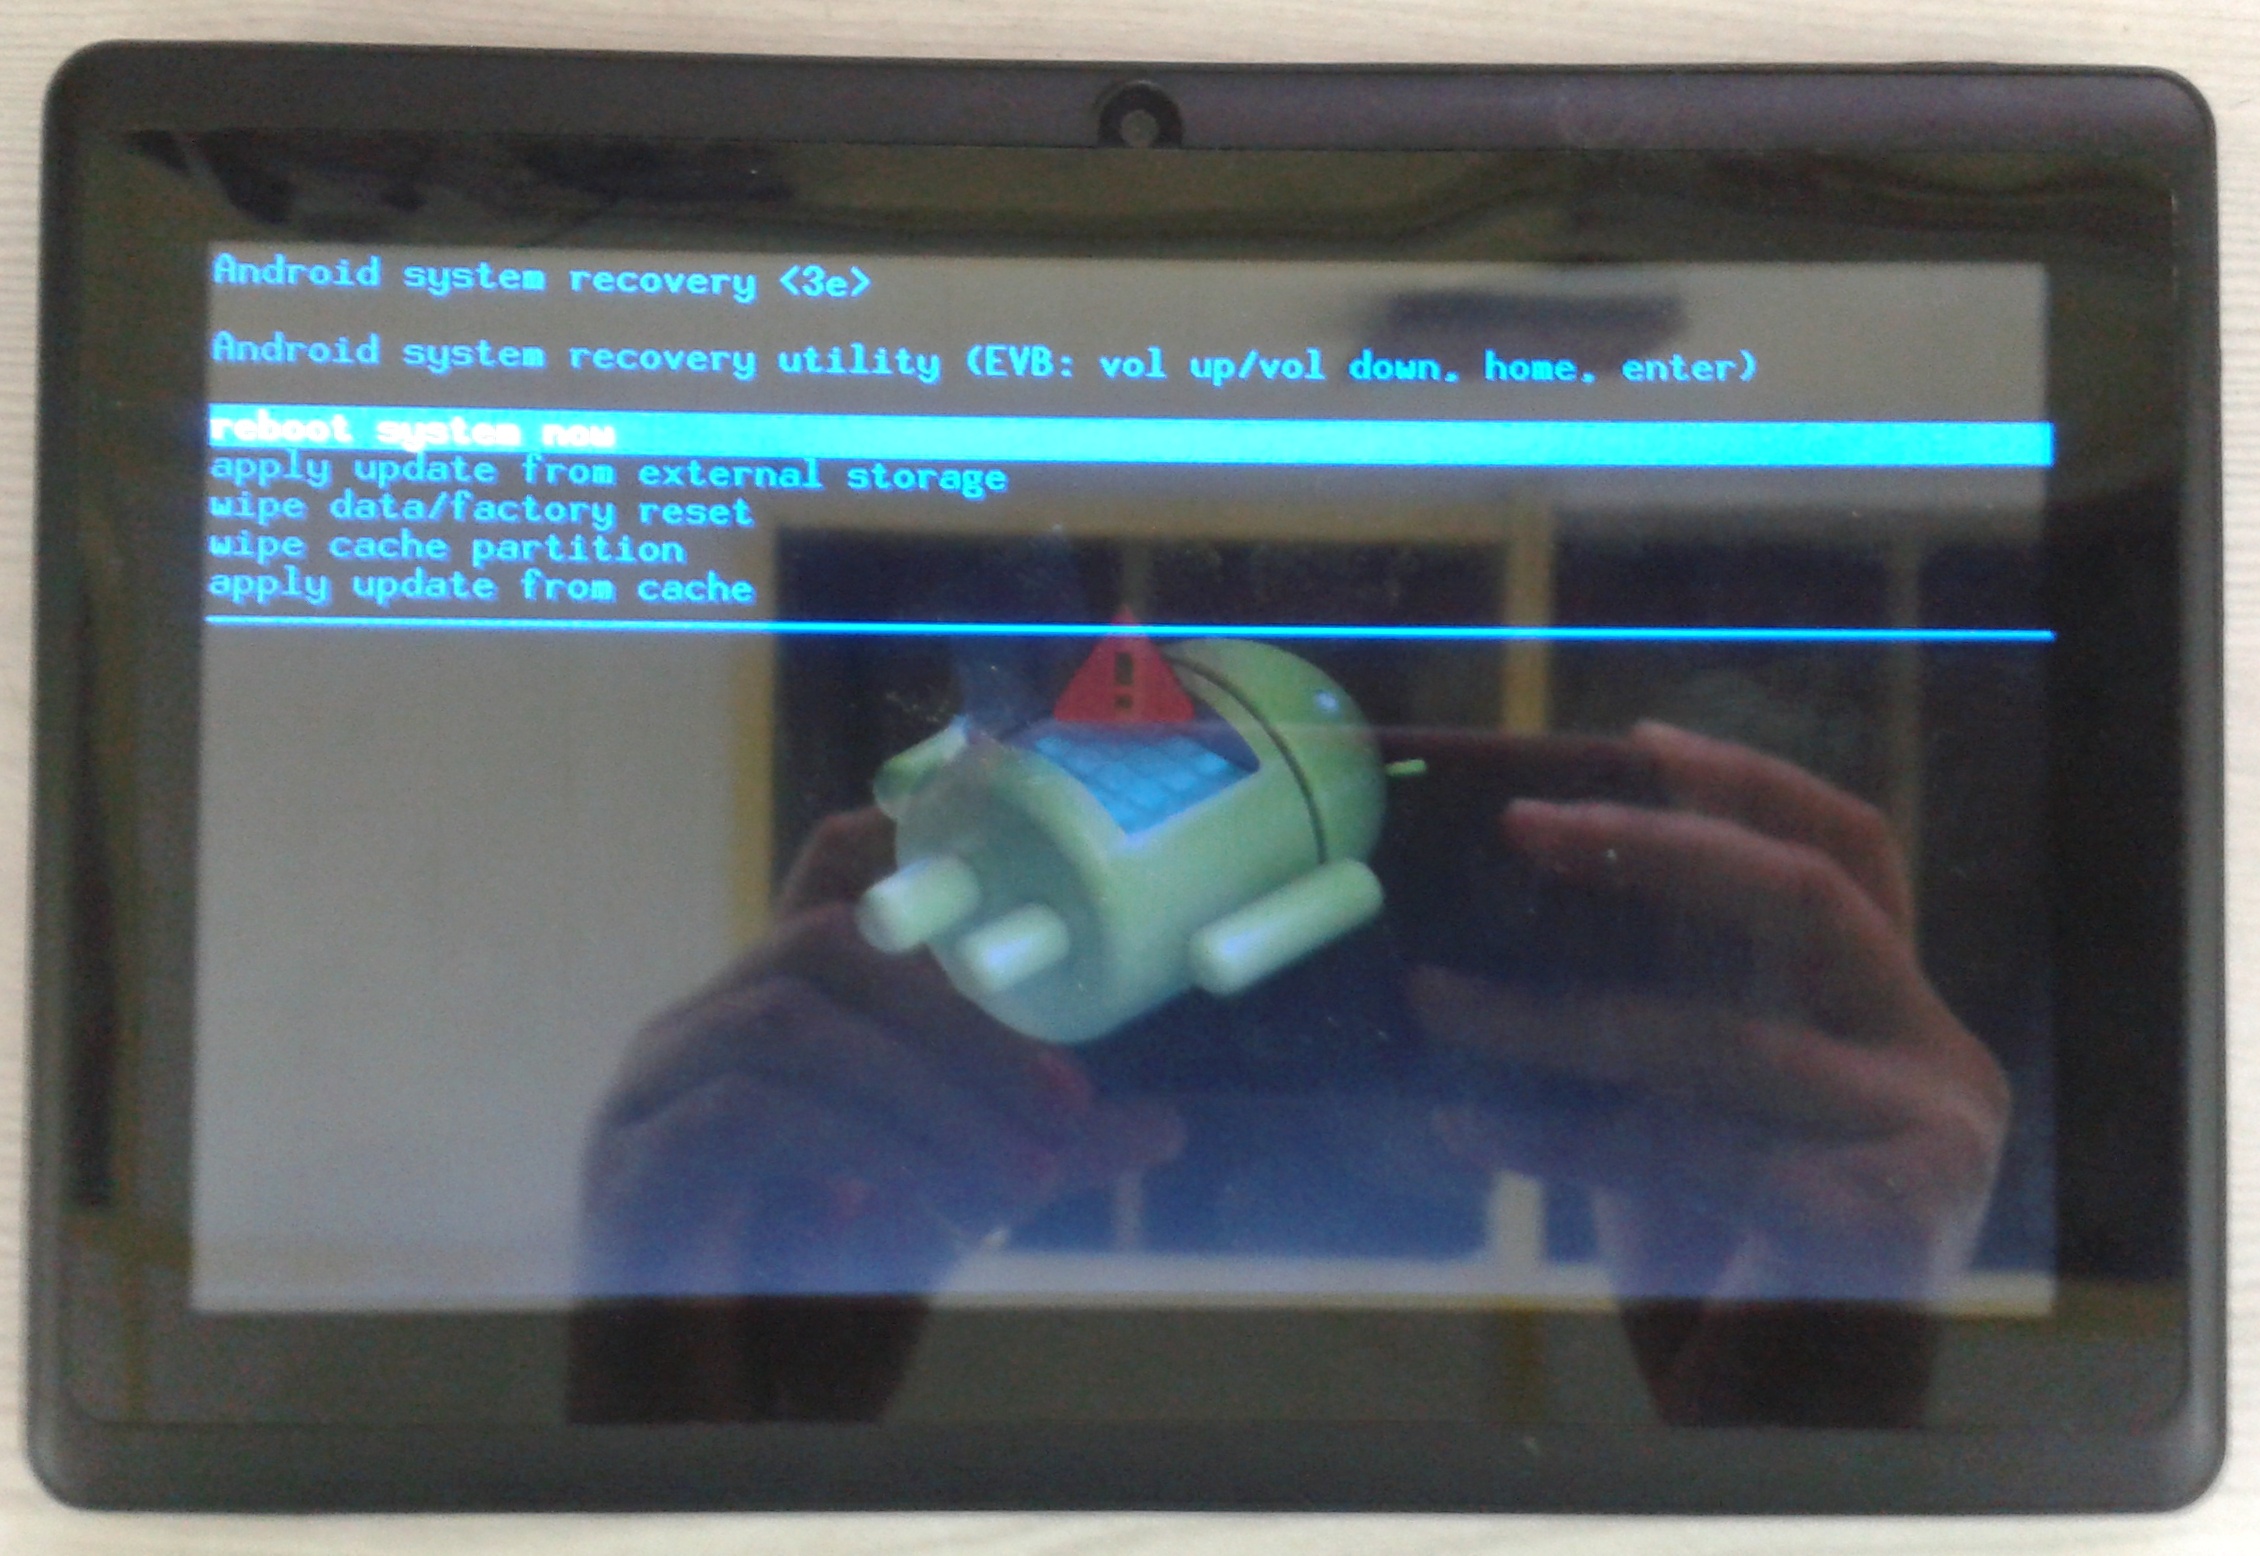 Android system recovery <3e>
Android system recovery utility (EVB: vol up/vol down, home, enter)
reboot system now
apply update from external storage
wipe data/factory reset
wipe cache partition
apply update from cache